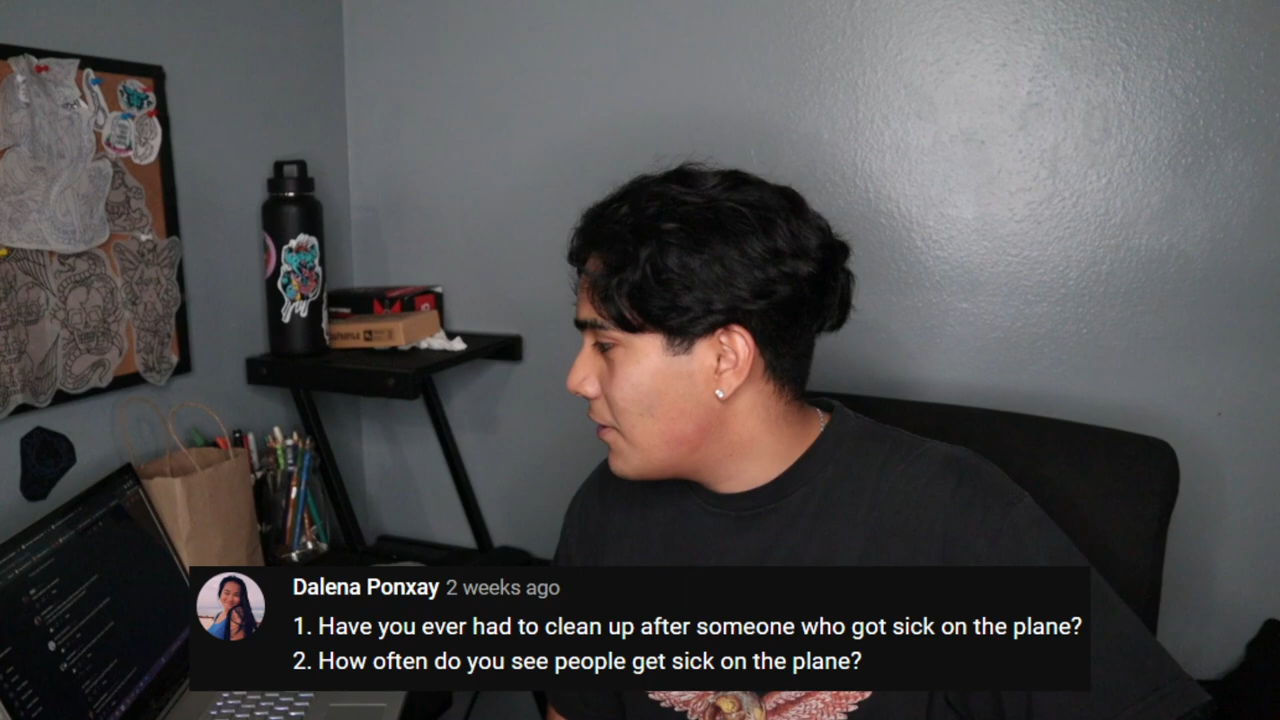 Dalena Ponxay 2 weeks ago
1. Have you ever had to clean up after someone who got sick on the plane?
2. How often do you see people get sick on the plane?